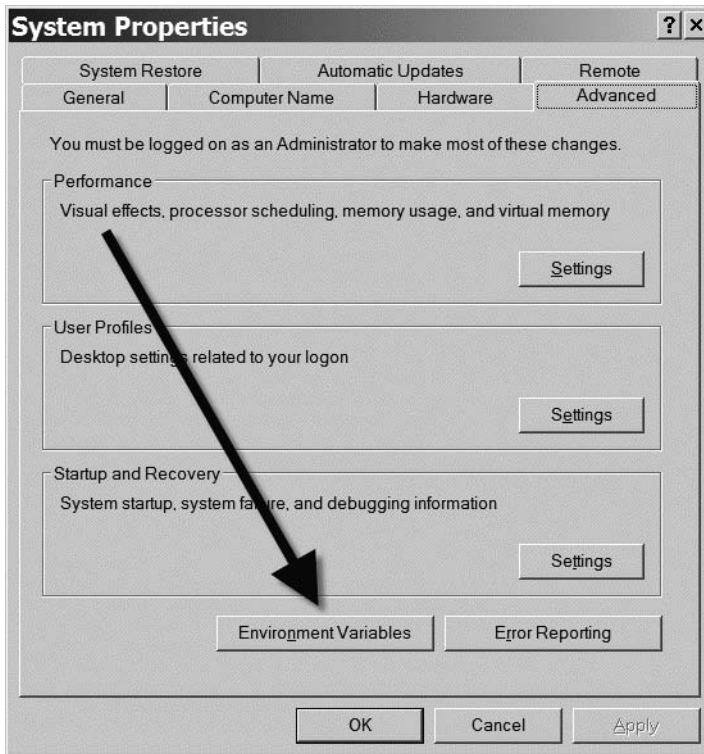 System Properties
? ×
System Restore Automatic Updates Remote
General Computer Name Hardware Advanced
You must be logged on as an Administrator to make most of these changes.
Performance
Visual effects, processor scheduling, memory usage, and virtual memory
Settings
User Profiles
Desktop settings related to your logon
Settings
Startup and Recovery
System startup, system failure, and debugging information
Settings
Environment Variables Error Reporting
OK Cancel Apply